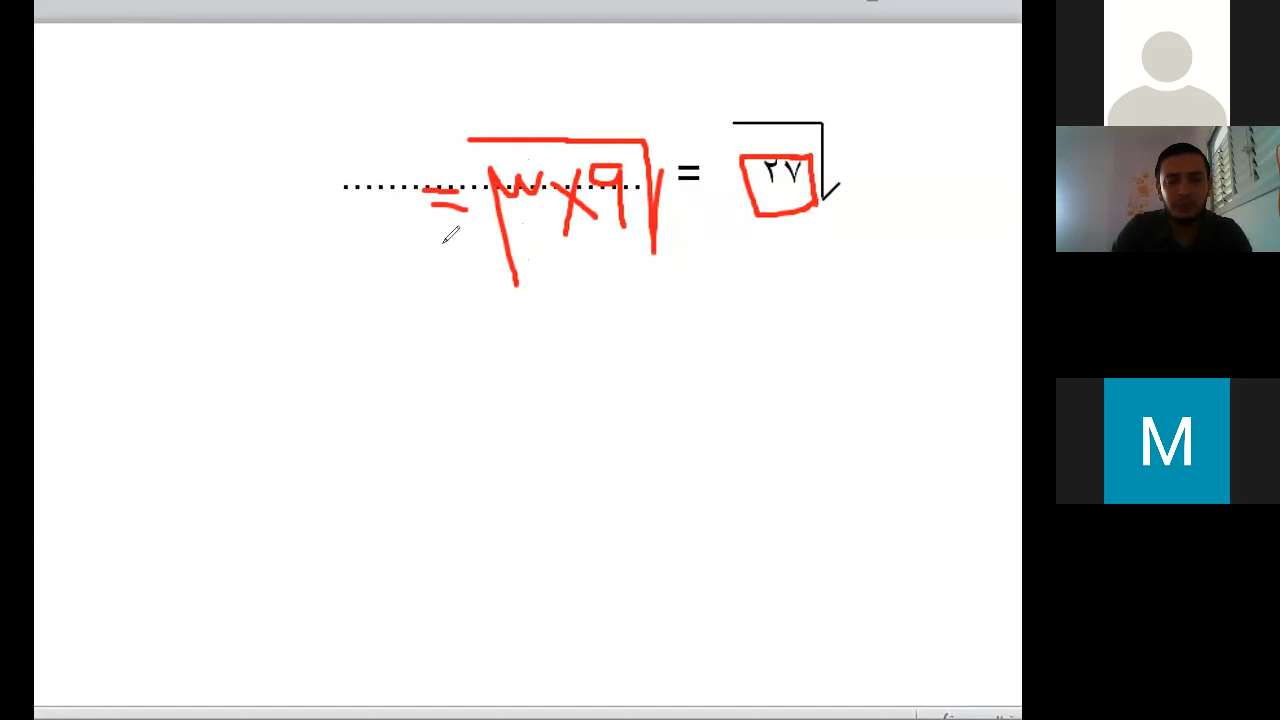 √٢٧ = √٩×٣ =
M